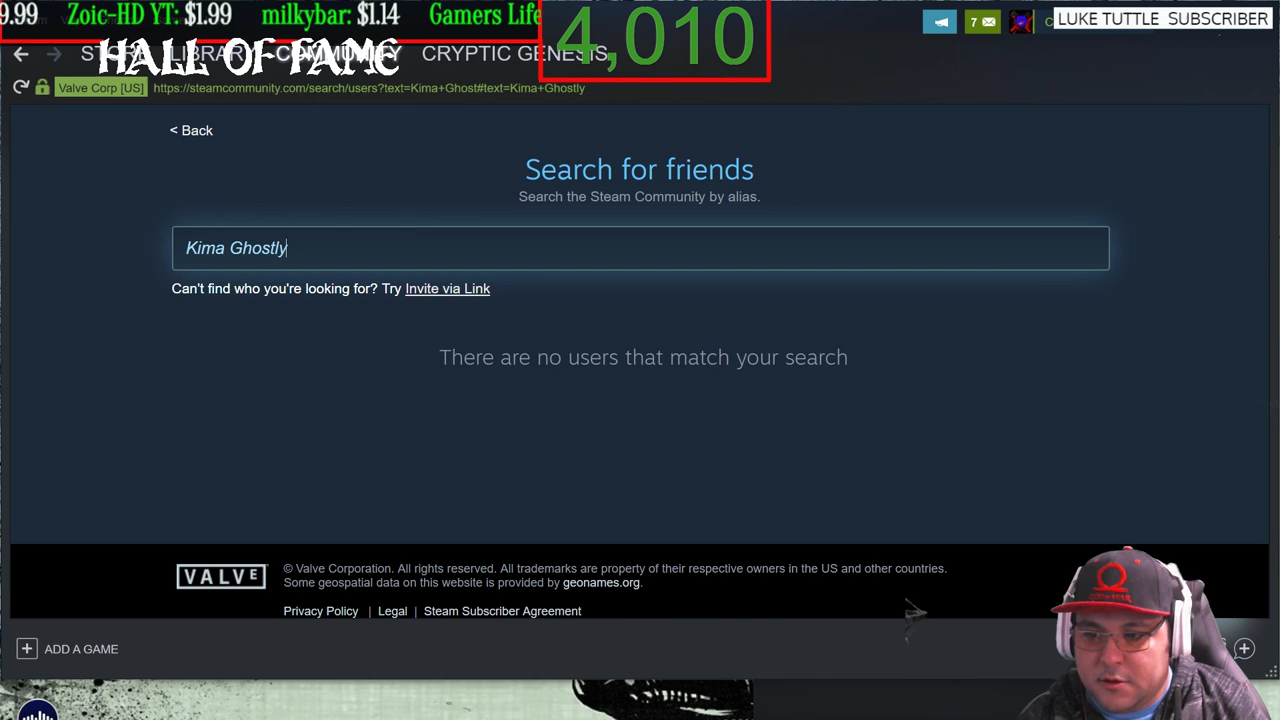 9.99 Zoic-HD YT: $1.99 milkybar: $1.14 Gamers Life
4,010
7
LUKE TUTTLE SUBSCRIBER
HALL OF FAME
STORE LIBRARY COMMUNITY CRYPTIC GENESIS
Valve Corp [US] https://steamcommunity.com/search/users?text=Kima+Ghost#text=Kima+Ghostly
< Back
Search for friends
Search the Steam Community by alias.
Kima Ghostly
Can't find who you're looking for? Try Invite via Link
There are no users that match your search
VALVE
© Valve Corporation. All rights reserved. All trademarks are property of their respective owners in the US and other countries.
Some geospatial data on this website is provided by geonames.org.
Privacy Policy | Legal | Steam Subscriber Agreement
+ ADD A GAME